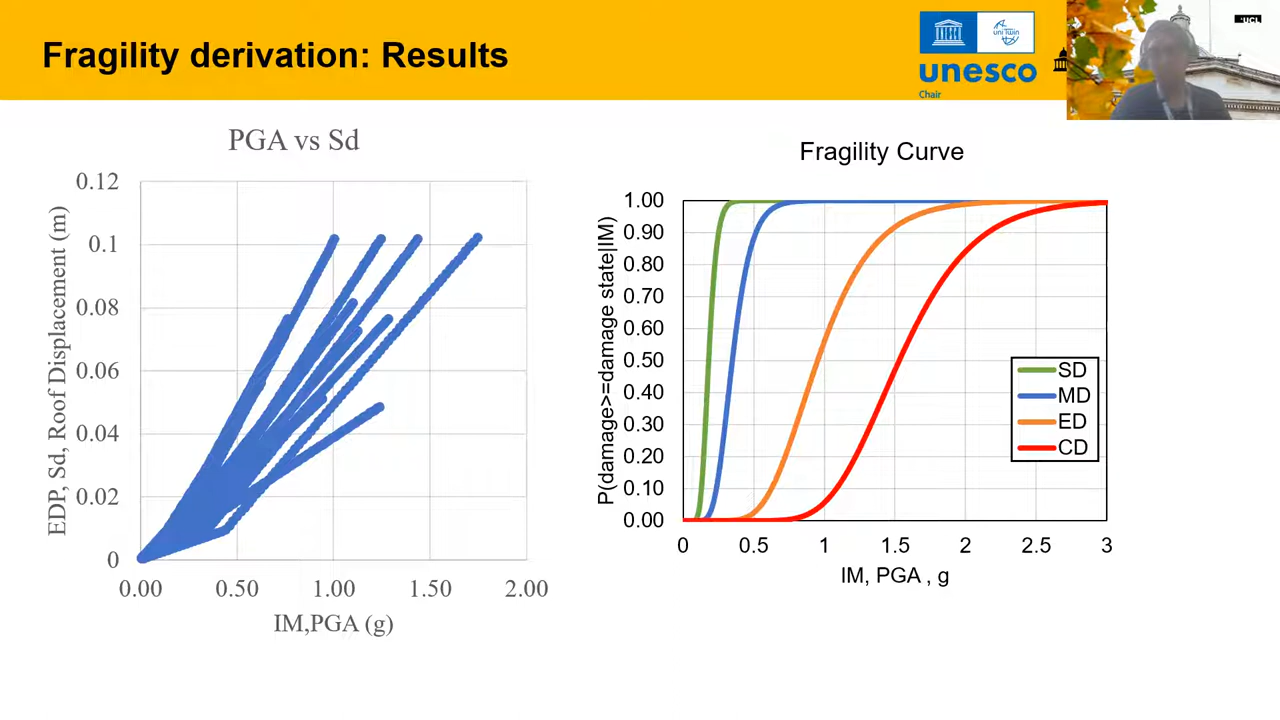 Fragility derivation: Results
UNI TWIN
unesco
Chair
UCL
PGA vs Sd
EDP, Sd, Roof Displacement (m)
0.12
0.1
0.08
0.06
0.04
0.02
0
0.00 0.50 1.00 1.50 2.00
IM,PGA (g)
Fragility Curve
P(damage>=damage state|IM)
1.00
0.90
0.80
0.70
0.60
0.50
0.40
0.30
0.20
0.10
0.00
0 0.5 1 1.5 2 2.5 3
IM, PGA , g
SD
MD
ED
CD